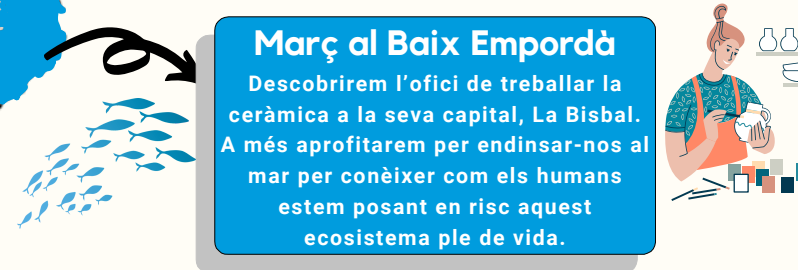 Març al Baix Empordà
Descobrirem l’ofici de treballar la
ceràmica a la seva capital, La Bisbal.
A més aprofitarem per endinsar-nos al
mar per conèixer com els humans
estem posant en risc aquest
ecosistema ple de vida.